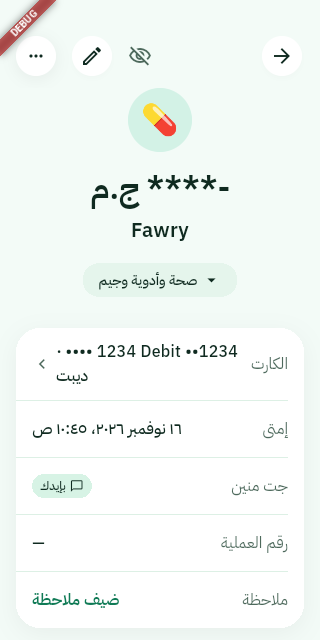 DEBUG
-**** ج.م
Fawry
صحة وأدوية وجيم
الكارت
1234•• Debit 1234 •••• ·
ديبت
إمتى
١٦ نوفمبر ٢٠٢٦، ١٠:٤٥ ص
جت منين
بإيدك
رقم العملية
—
ملاحظة
ضيف ملاحظة